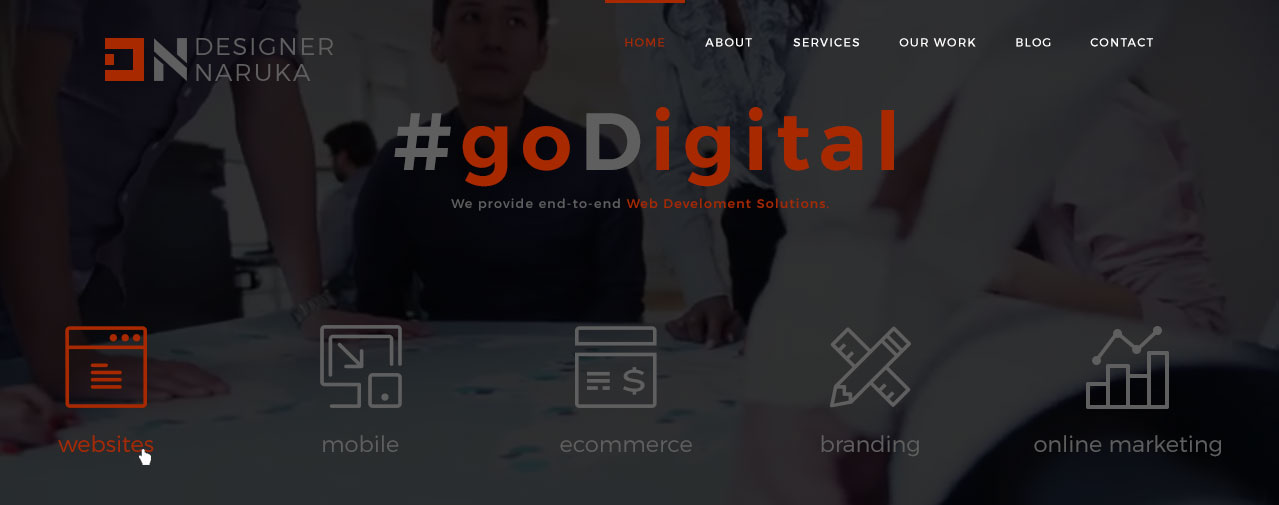 DESIGNER
NARUKA
HOME ABOUT SERVICES OUR WORK BLOG CONTACT
#goDigital
We provide end-to-end Web Develoment Solutions.
$
websites mobile ecommerce branding online marketing